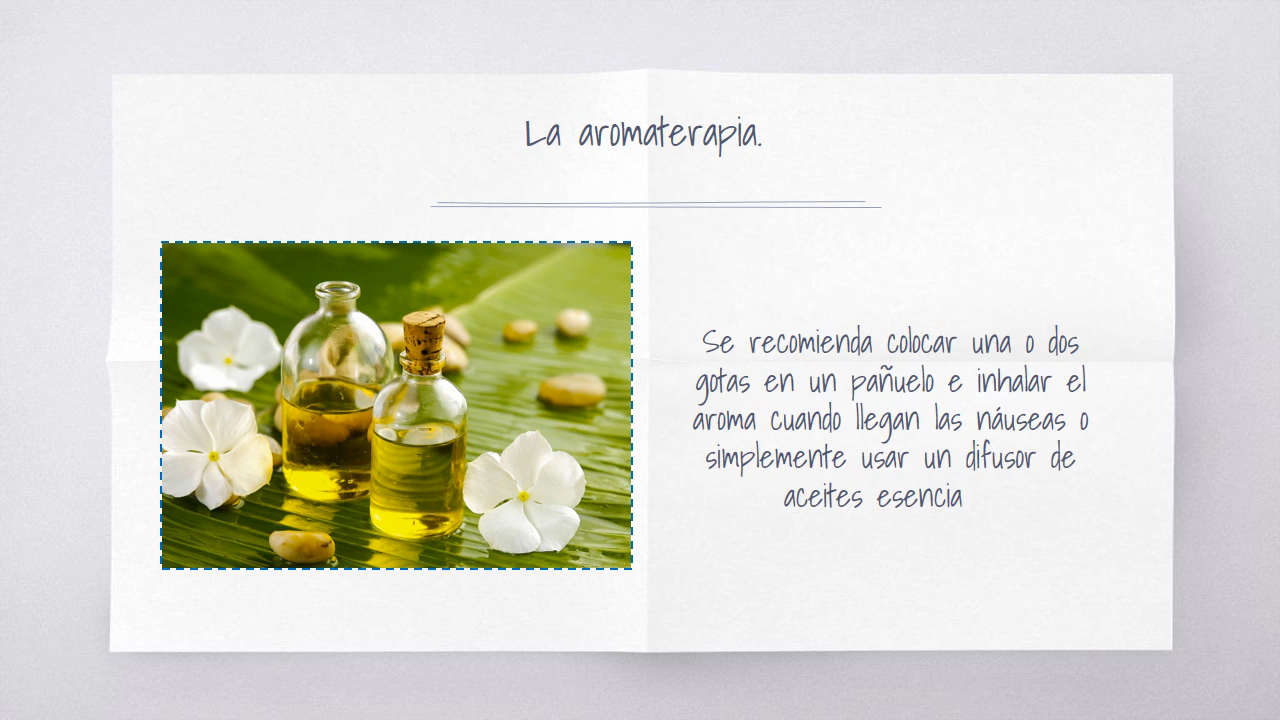 La aromaterapia.
Se recomienda colocar una o dos
gotas en un pañuelo e inhalar el
aroma cuando llegan las náuseas o
simplemente usar un difusor de
aceites esencia